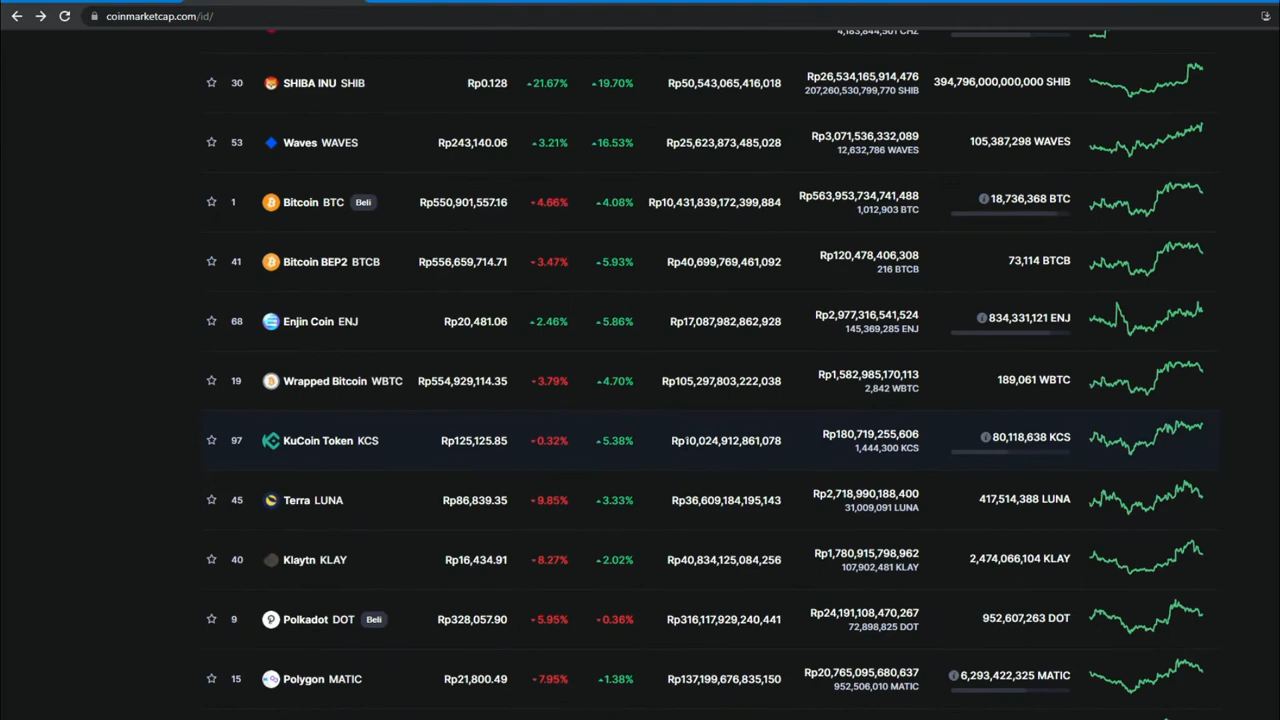 coinmarketcap.com/id/
4,183,844,501 CHZ
30 SHIBA INU SHIB Rp0.128 21.67% 19.70% Rp50,543,065,416,018 Rp26,534,165,914,476 394,796,000,000,000 SHIB
207,260,530,799,770 SHIB
53 Waves WAVES Rp243,140.06 3.21% 16.53% Rp25,623,873,485,028 Rp3,071,536,332,089 105,387,298 WAVES
12,632,786 WAVES
1 Bitcoin BTC Beli Rp550,901,557.16 4.66% 4.08% Rp10,431,839,172,399,884 Rp563,953,734,741,488 18,736,368 BTC
1,012,903 BTC
41 Bitcoin BEP2 BTCB Rp556,659,714.71 3.47% 5.93% Rp40,699,769,461,092 Rp120,478,406,308 73,114 BTCB
216 BTCB
68 Enjin Coin ENJ Rp20,481.06 2.46% 5.86% Rp17,087,982,862,928 Rp2,977,316,541,524 834,331,121 ENJ
145,369,285 ENJ
19 Wrapped Bitcoin WBTC Rp554,929,114.35 3.79% 4.70% Rp105,297,803,222,038 Rp1,582,985,170,113 189,061 WBTC
2,842 WBTC
97 KuCoin Token KCS Rp125,125.85 0.32% 5.38% Rp10,024,912,861,078 Rp180,719,255,606 80,118,638 KCS
1,444,300 KCS
45 Terra LUNA Rp86,839.35 9.85% 3.33% Rp36,609,184,195,143 Rp2,718,990,188,400 417,514,388 LUNA
31,009,091 LUNA
40 Klaytn KLAY Rp16,434.91 8.27% 2.02% Rp40,834,125,084,256 Rp1,780,915,798,962 2,474,066,104 KLAY
107,902,481 KLAY
9 Polkadot DOT Beli Rp328,057.90 5.95% 0.36% Rp316,117,929,240,441 Rp24,191,108,470,267 952,607,263 DOT
72,898,825 DOT
15 Polygon MATIC Rp21,800.49 7.95% 1.38% Rp137,199,676,835,150 Rp20,765,095,680,637 6,293,422,325 MATIC
952,506,010 MATIC